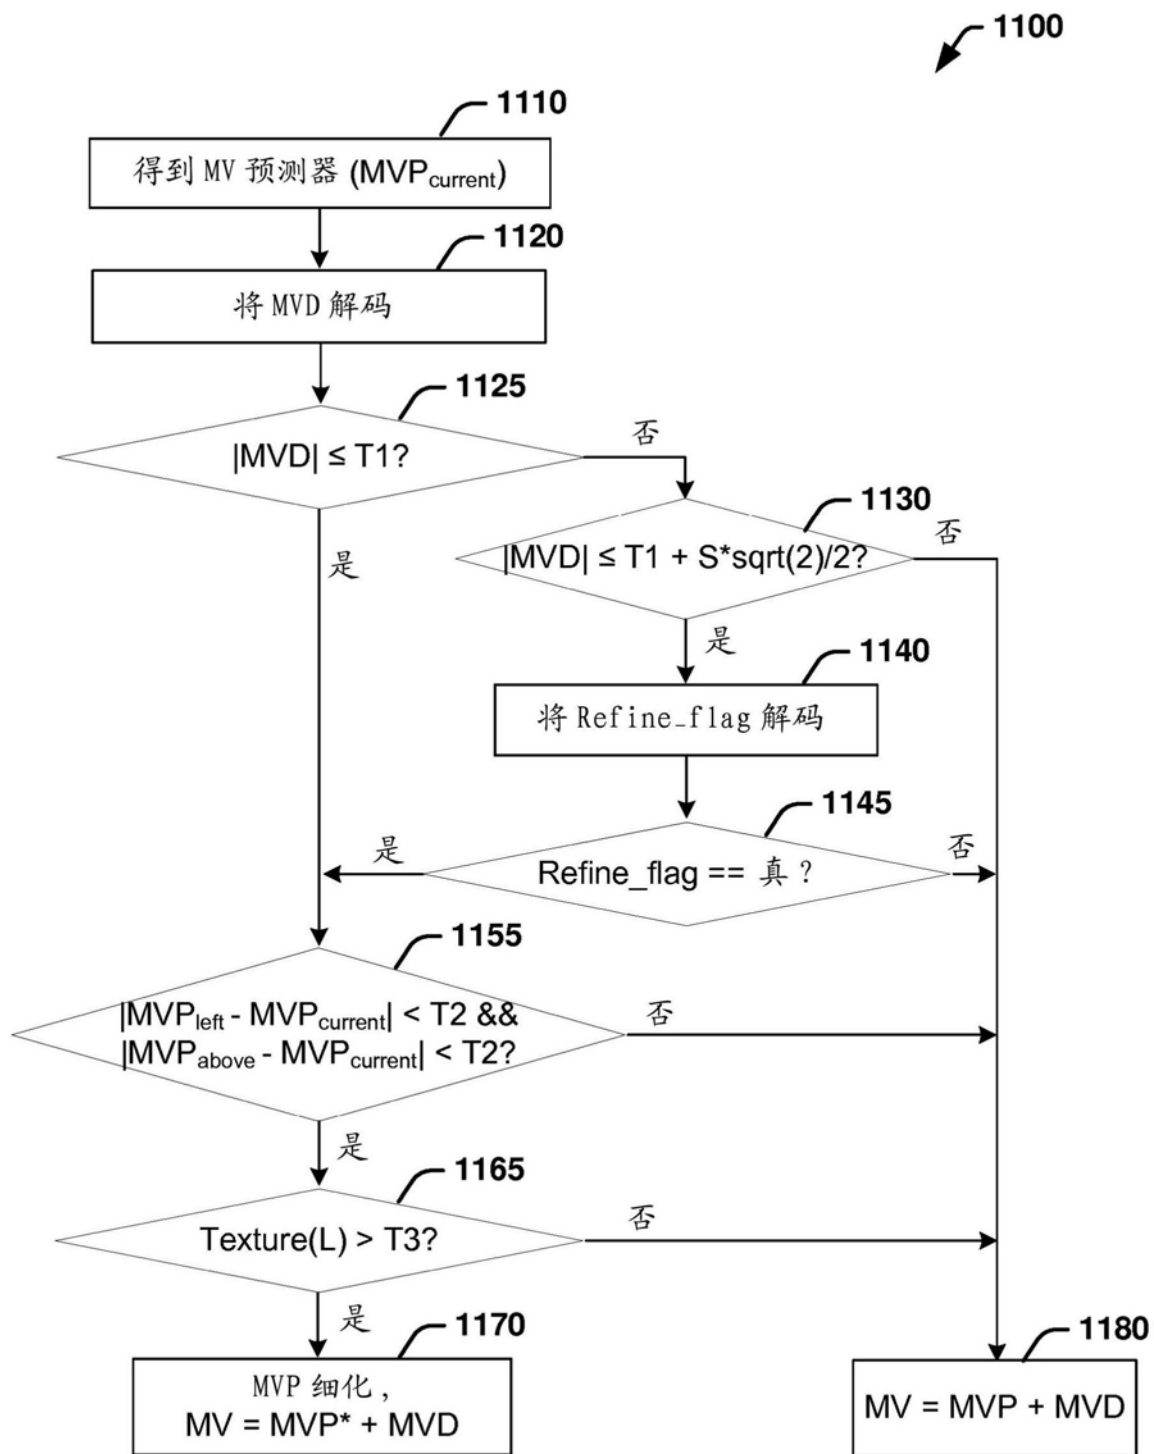 1100
1110
得到 MV 预测器 (MVPcurrent)
1120
将 MVD 解码
1125
|MVD| ≤ T1?
否
1130
是
|MVD| ≤ T1 + S*sqrt(2)/2?
否
是
1140
将 Refine_flag 解码
1145
是
Refine_flag == 真 ?
否
1155
|MVPleft - MVPcurrent| < T2 &&
|MVPabove - MVPcurrent| < T2?
否
是
1165
Texture(L) > T3?
否
是
1170
MVP 细化 ,
MV = MVP* + MVD
1180
MV = MVP + MVD